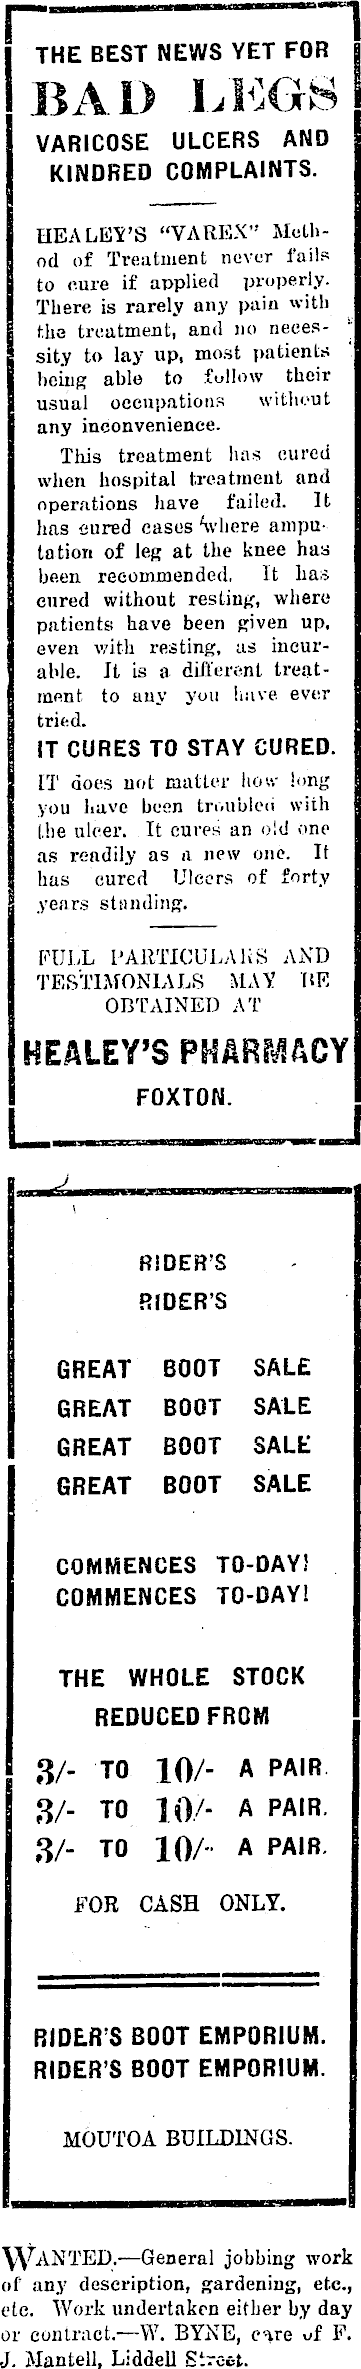 THE BEST NEWS YET FOR
BAD LEGS
VARICOSE ULCERS AND
KINDRED COMPLAINTS.
HEALEY'S "VAREX" Meth-
od of Treatment never fails
to cure if applied properly.
There is rarely any pain with
the treatment, and no neces-
sity to lay up, most patients
being able to follow their
usual occupations without
any inconvenience.
This treatment has cured
when hospital treatment and
operations have failed. It
has cured cases where ampu-
tation of leg at the knee has
been recommended. It has
cured without resting, where
patients have been given up,
even with resting, as incur-
able. It is a different treat-
ment to any you have ever
tried.
IT CURES TO STAY CURED.
IT does not matter how long
you have been troubled with
the ulcer. It cures an old one
as readily as a new one. It
has cured Ulcers of forty
years standing.
FULL PARTICULARS AND
TESTIMONIALS MAY BE
OBTAINED AT
HEALEY'S PHARMACY
FOXTON.
RIDER'S
RIDER'S
GREAT BOOT SALE
GREAT BOOT SALE
GREAT BOOT SALE
GREAT BOOT SALE
COMMENCES TO-DAY!
COMMENCES TO-DAY!
THE WHOLE STOCK
REDUCED FROM
3/- TO 10/- A PAIR.
3/- TO 10/- A PAIR.
3/- TO 10/- A PAIR.
FOR CASH ONLY.
RIDER'S BOOT EMPORIUM.
RIDER'S BOOT EMPORIUM.
MOUTOA BUILDINGS.
WANTED.—General jobbing work
of any description, gardening, etc.,
etc. Work undertaken either by day
or contract.—W. BYNE, care of F.
J. Mantell, Liddell Street.